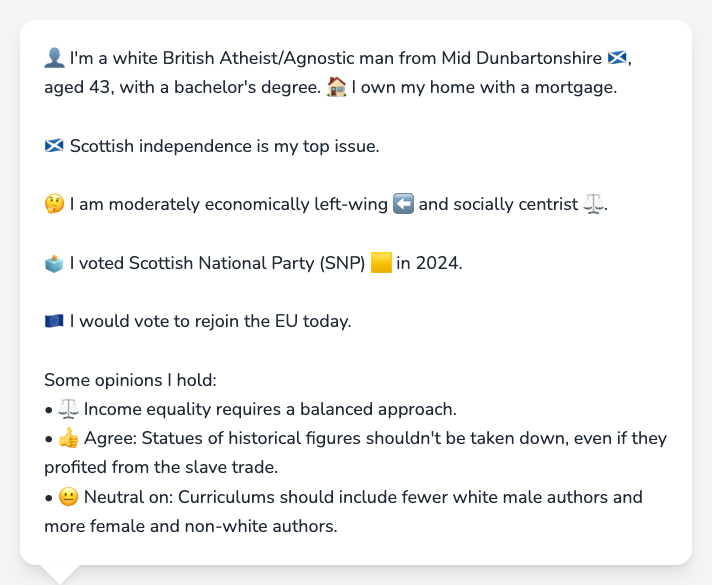 👤 I'm a white British Atheist/Agnostic man from Mid Dunbartonshire 🏴󠁧󠁢󠁳󠁣󠁴󠁿,
aged 43, with a bachelor's degree. 🏠 I own my home with a mortgage.
🏴󠁧󠁢󠁳󠁣󠁴󠁿 Scottish independence is my top issue.
🤔 I am moderately economically left-wing ⬅️ and socially centrist ⚖️.
🗳️ I voted Scottish National Party (SNP) 🟨 in 2024.
🇪🇺 I would vote to rejoin the EU today.
Some opinions I hold:
• ⚖️ Income equality requires a balanced approach.
• 👍 Agree: Statues of historical figures shouldn't be taken down, even if they
profited from the slave trade.
• 😐 Neutral on: Curriculums should include fewer white male authors and
more female and non-white authors.